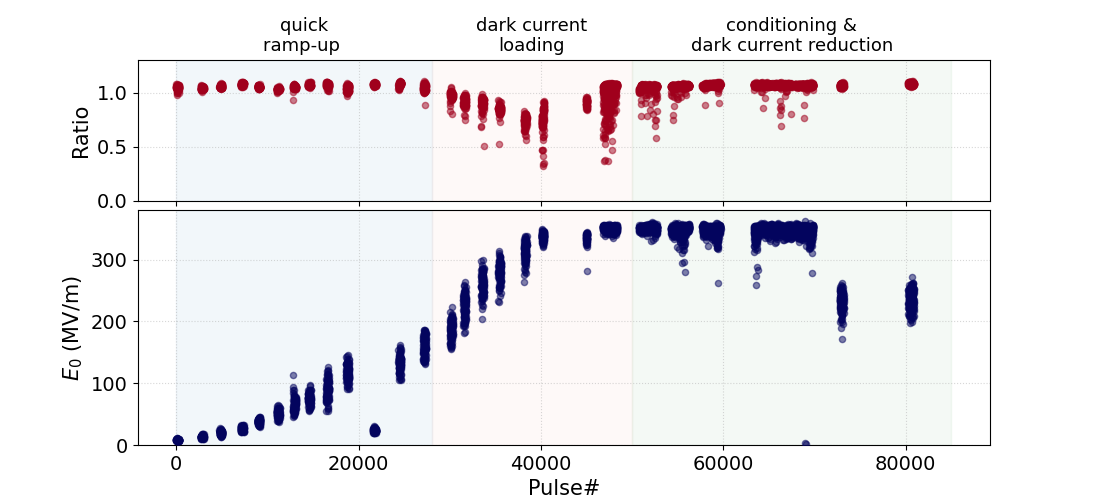 quick
ramp-up
dark current
loading
conditioning &
dark current reduction
Ratio
1.0
0.5
0.0
E₀ (MV/m)
300
200
100
0
0 20000 40000 60000 80000
Pulse#